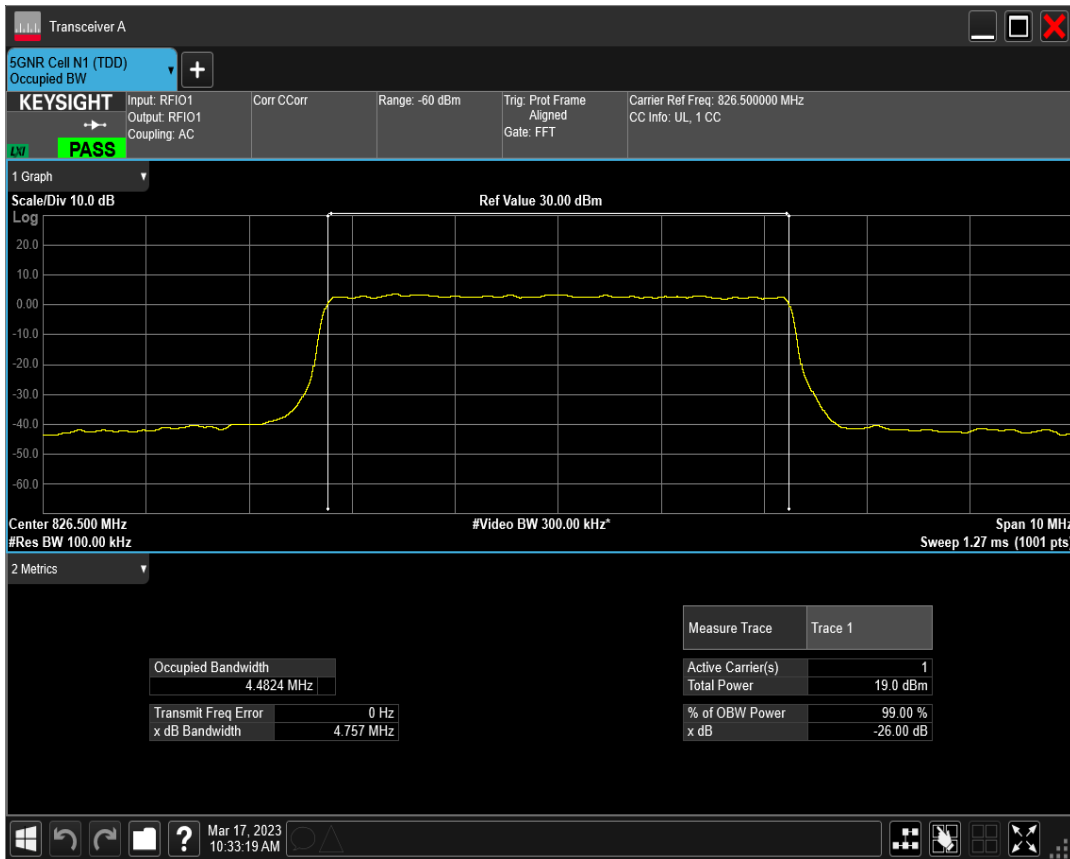 Transceiver A
5GNR Cell N1 (TDD)
Occupied BW
+
KEYSIGHT
LXI
PASS
Input: RFIO1
Output: RFIO1
Coupling: AC
Corr CCorr
Range: -60 dBm
Trig: Prot Frame
Aligned
Gate: FFT
Carrier Ref Freq: 826.500000 MHz
CC Info: UL, 1 CC
1 Graph
Scale/Div 10.0 dB
Ref Value 30.00 dBm
Log
20.0
10.0
0.00
-10.0
-20.0
-30.0
-40.0
-50.0
-60.0
Center 826.500 MHz
#Video BW 300.00 kHz*
Span 10 MHz
#Res BW 100.00 kHz
Sweep 1.27 ms (1001 pts)
2 Metrics
Measure Trace Trace 1
Occupied Bandwidth
4.4824 MHz
Active Carrier(s) 1
Total Power 19.0 dBm
Transmit Freq Error 0 Hz
x dB Bandwidth 4.757 MHz
% of OBW Power 99.00 %
x dB -26.00 dB
?
Mar 17, 2023
10:33:19 AM